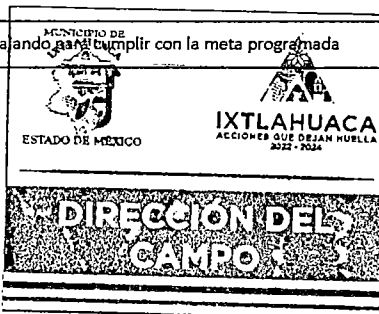 MUNICIPIO DE
ajando para cumplir con la meta programada
ESTADO DE MÉXICO
IXTLAHUACA
ACCIONES QUE DEJAN HUELLA
2022 - 2024
DIRECCIÓN DEL
CAMPO